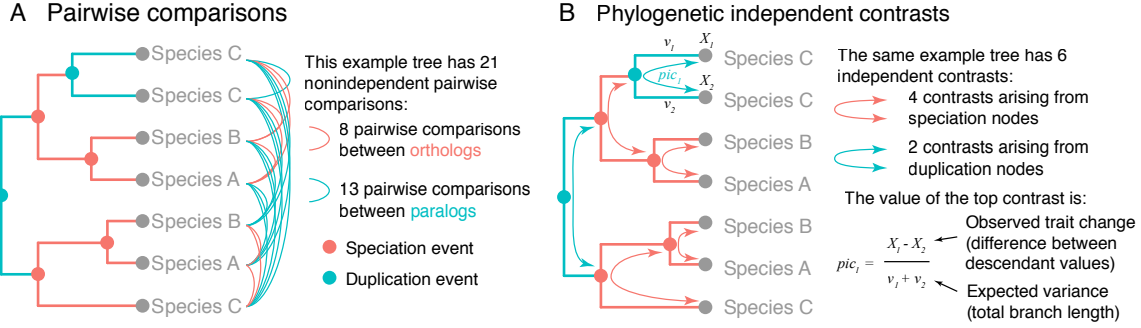 A Pairwise comparisons
Species C
Species C
Species B
Species A
Species B
Species A
Species C
This example tree has 21
nonindependent pairwise
comparisons:
8 pairwise comparisons
between orthologs
13 pairwise comparisons
between paralogs
Speciation event
Duplication event
B Phylogenetic independent contrasts
v1
X1
Species C
pic1
X2
Species C
v2
Species B
Species A
Species B
Species A
Species C
The same example tree has 6
independent contrasts:
4 contrasts arising from
speciation nodes
2 contrasts arising from
duplication nodes
The value of the top contrast is:
pic1 =
X1 - X2
v1 + v2
Observed trait change
(difference between
descendant values)
Expected variance
(total branch length)